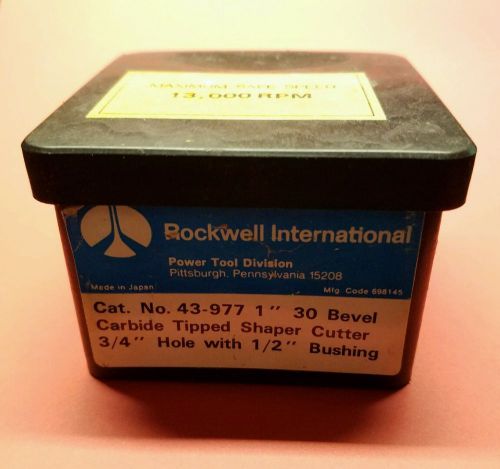 MAXIMUM SAFE SPEED
13,000 RPM
Rockwell International
Power Tool Division
Pittsburgh, Pennsylvania 15208
Made in Japan
Mfg. Code 698145
Cat. No. 43-977 1" 30 Bevel
Carbide Tipped Shaper Cutter
3/4" Hole with 1/2" Bushing